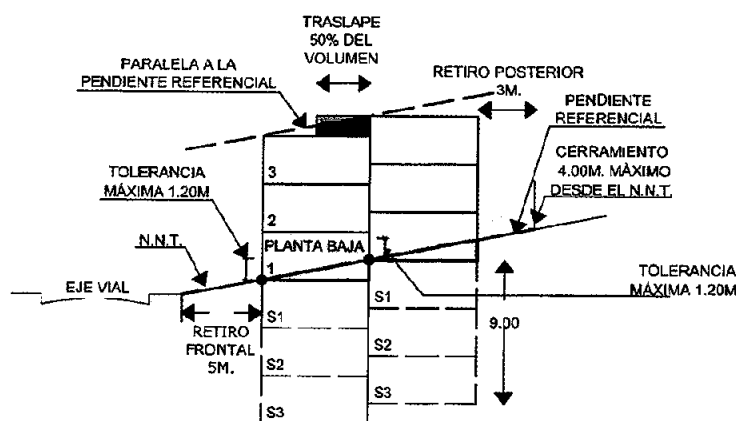 TRASLAPE
50% DEL
VOLUMEN
PARALELA A LA
PENDIENTE REFERENCIAL
RETIRO POSTERIOR
3M.
PENDIENTE
REFERENCIAL
CERRAMIENTO
4.00M. MÁXIMO
DESDE EL N.N.T.
TOLERANCIA
MÁXIMA 1.20M
3
2
N.N.T.
PLANTA BAJA
1
EJE VIAL
TOLERANCIA
MÁXIMA 1.20M
S1
S1
RETIRO
FRONTAL
5M.
9.00
S2
S2
S3
S3